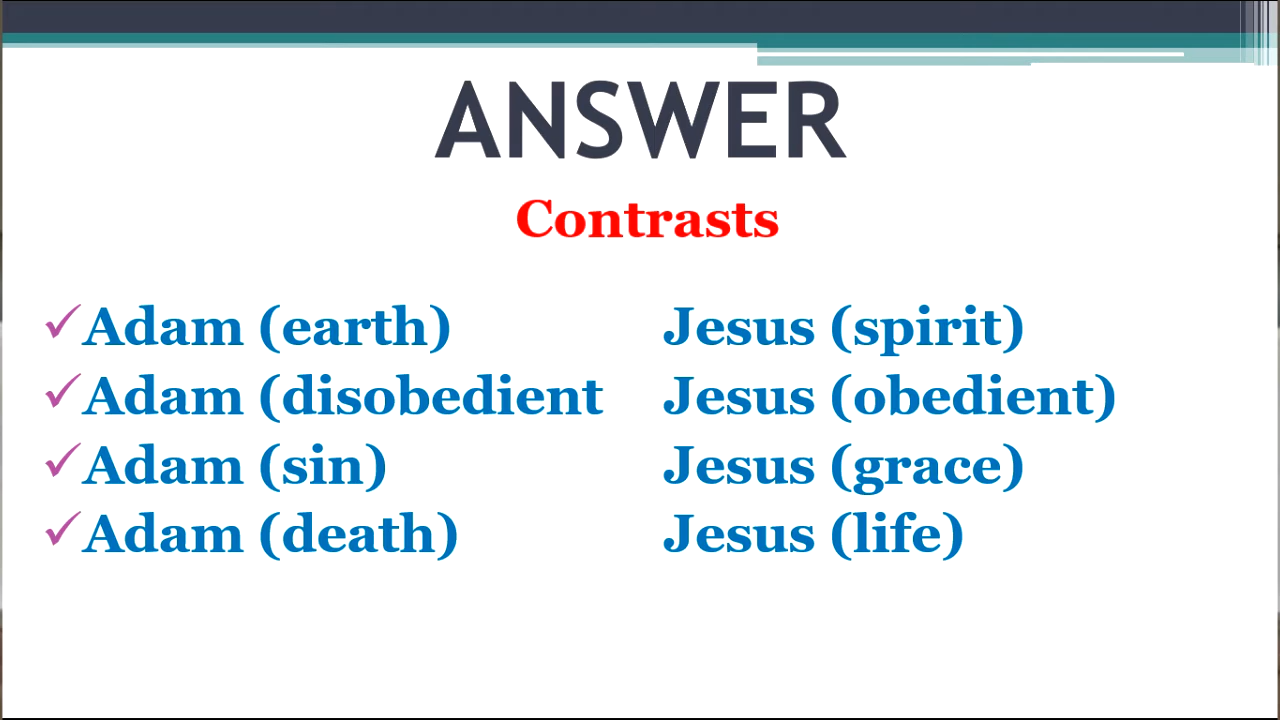 ANSWER
Contrasts
✓Adam (earth) Jesus (spirit)
✓Adam (disobedient Jesus (obedient)
✓Adam (sin) Jesus (grace)
✓Adam (death) Jesus (life)